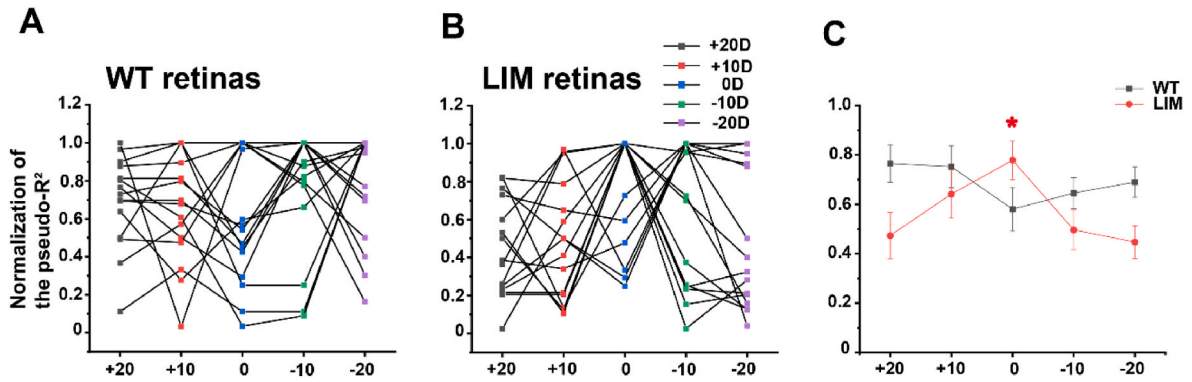 A
B
C
WT retinas
LIM retinas
+20D
+10D
0D
-10D
-20D
WT
LIM
*
Normalization of
the pseudo-R²
1.2
1.0
0.8
0.6
0.4
0.2
0
+20 +10 0 -10 -20
1.2
1.0
0.8
0.6
0.4
0.2
0
+20 +10 0 -10 -20
1.0
0.8
0.6
0.4
0.2
0.0
+20 +10 0 -10 -20